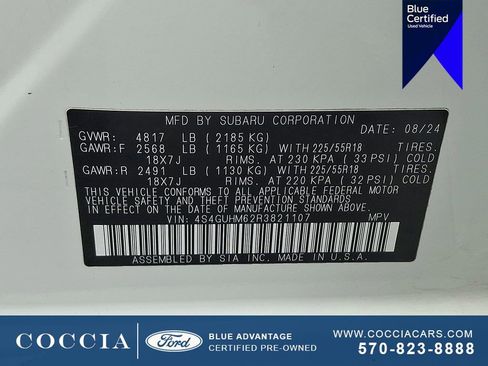 Blue
Certified
Used Vehicle
MFD BY SUBARU CORPORATION
DATE: 08/24
GVWR: 4817 LB (2185 KG)
GAWR:F 2568 LB (1165 KG) WITH 225/55R18 TIRES.
18X7J RIMS. AT 230 KPA (33 PSI) COLD
GAWR:R 2491 LB (1130 KG) WITH 225/55R18 TIRES.
18X7J RIMS. AT 220 KPA (32 PSI) COLD
THIS VEHICLE CONFORMS TO ALL APPLICABLE FEDERAL MOTOR
VEHICLE SAFETY AND THEFT PREVENTION STANDARDS
IN EFFECT ON THE DATE OF MANUFACTURE SHOWN ABOVE.
VIN: 4S4GUHM62R3821107 MPV
ASSEMBLED BY SIA INC. MADE IN U.S.A.
COCCIA Ford BLUE ADVANTAGE
CERTIFIED PRE-OWNED
WWW.COCCIACARS.COM
570-823-8888